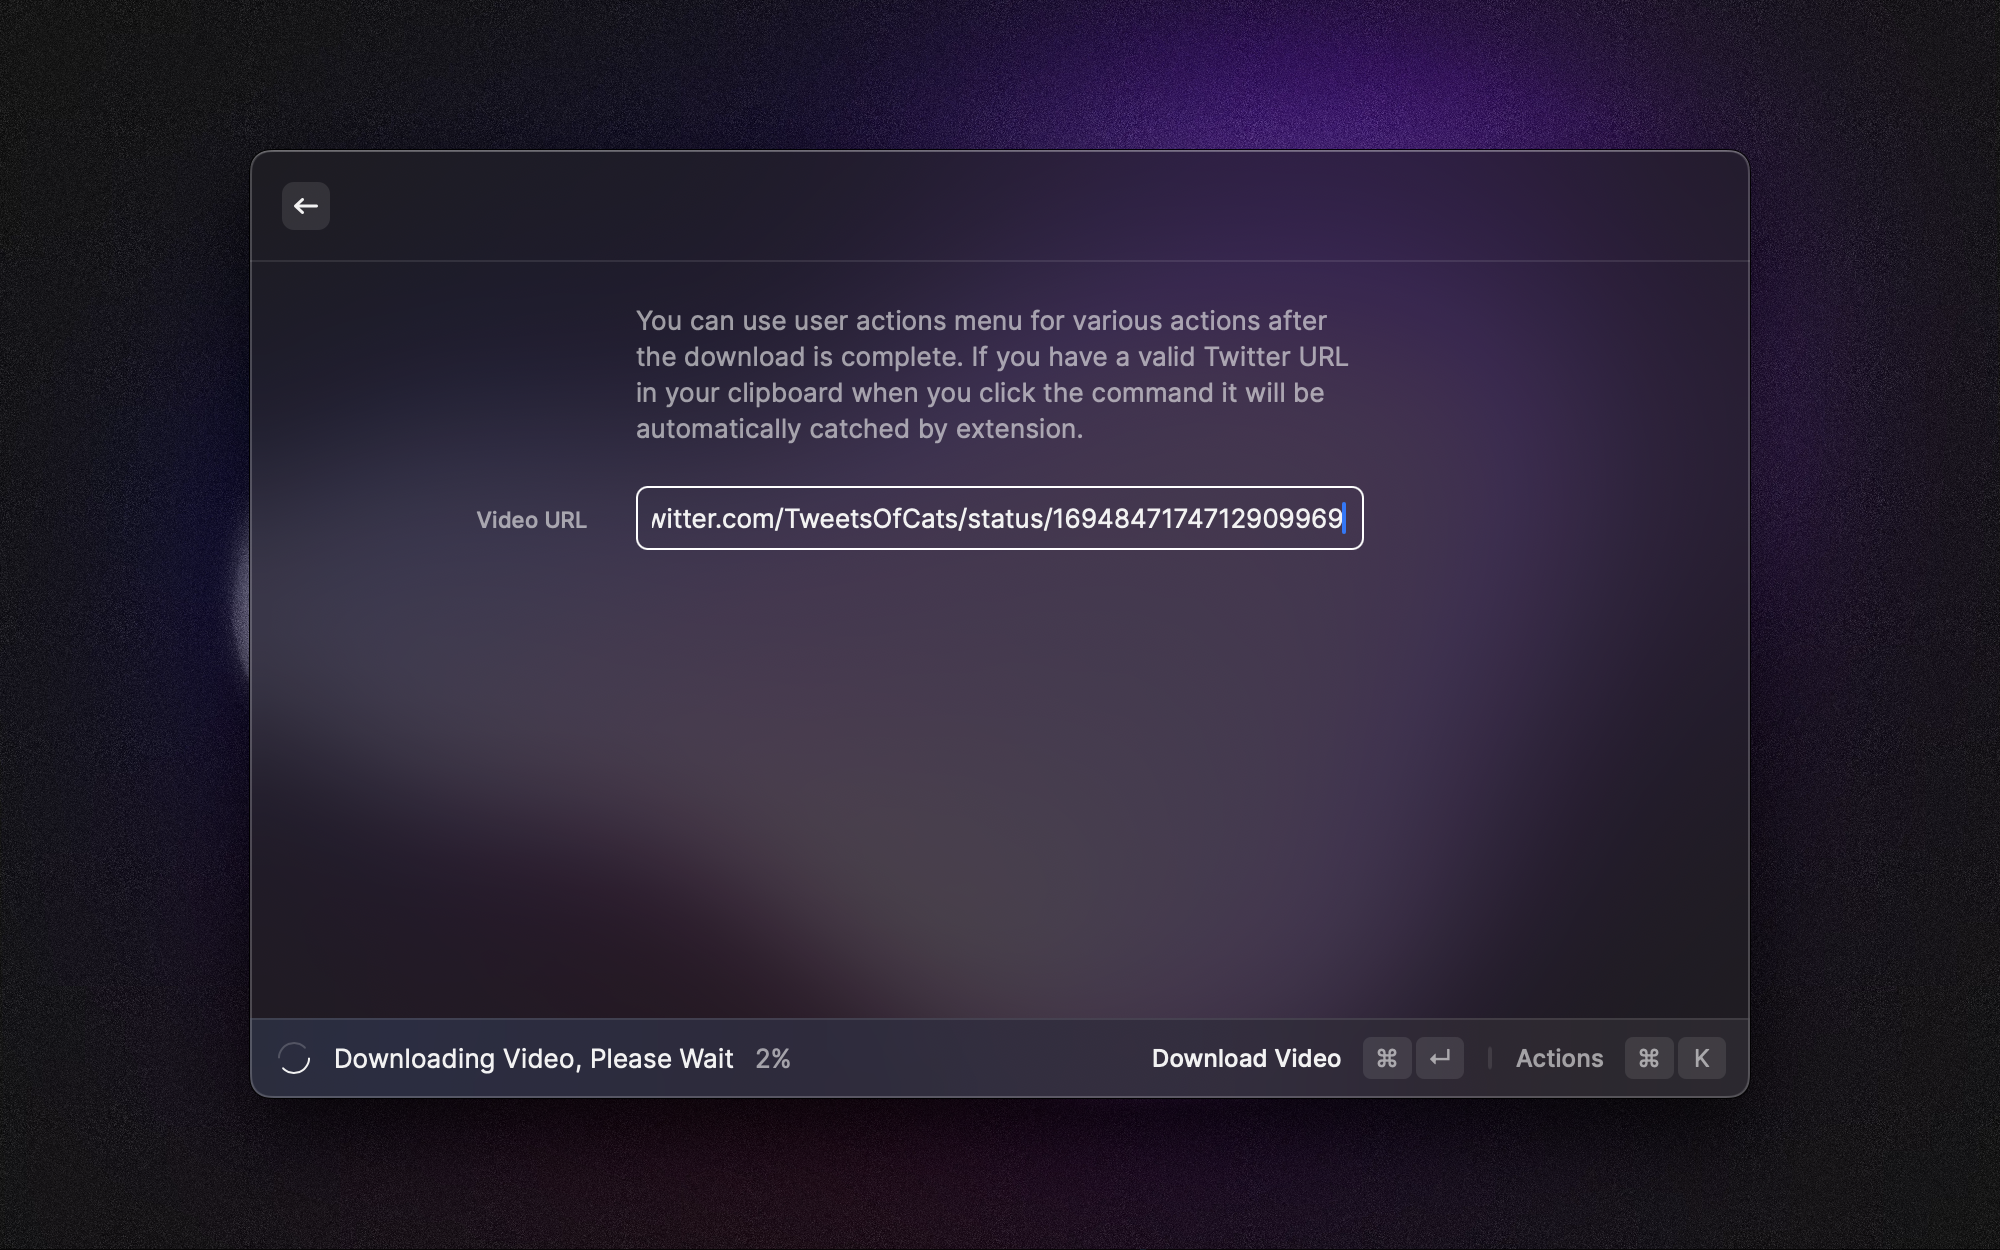 You can use user actions menu for various actions after
the download is complete. If you have a valid Twitter URL
in your clipboard when you click the command it will be
automatically catched by extension.
Video URL
witter.com/TweetsOfCats/status/1694847174712909969
Downloading Video, Please Wait 2%
Download Video ⌘ ↵ Actions ⌘ K